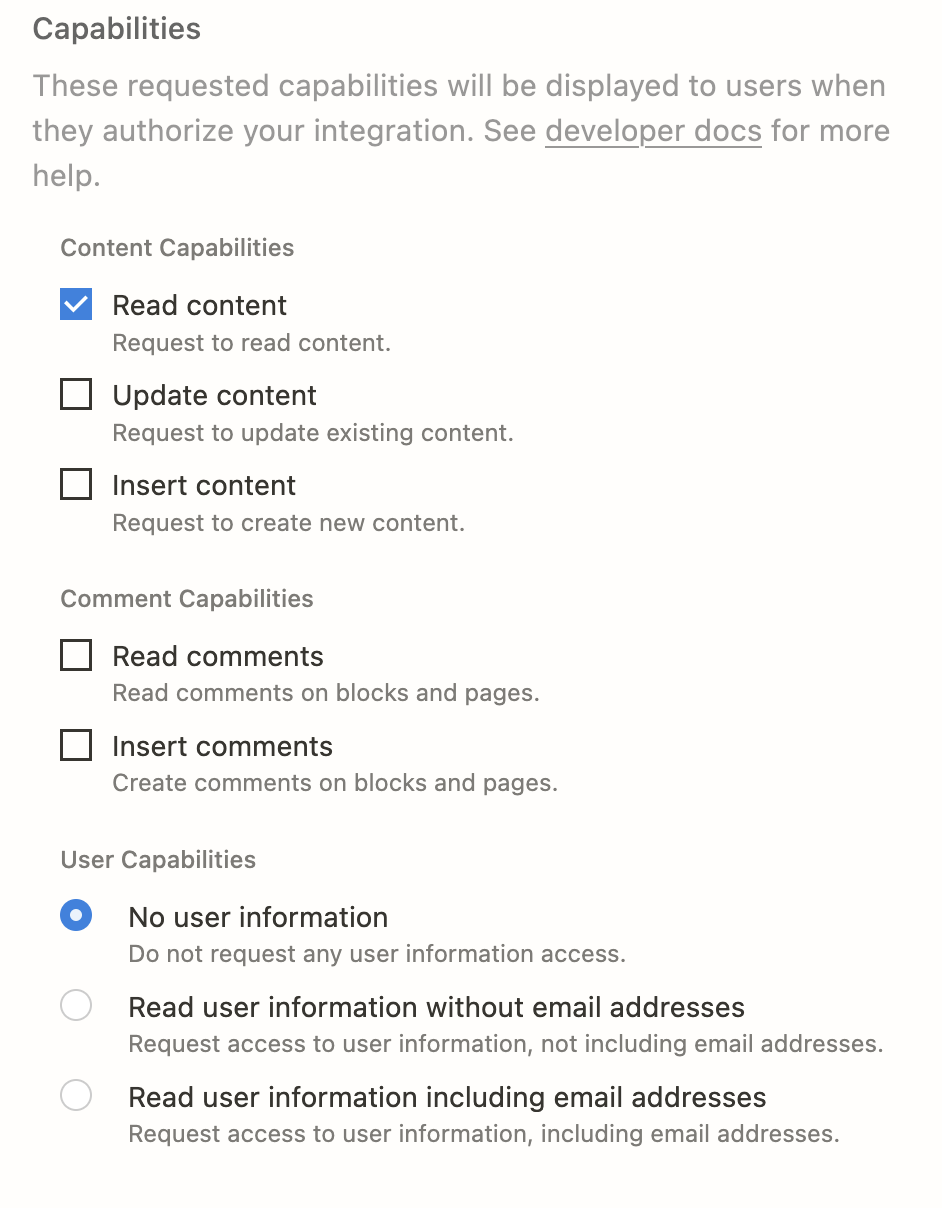 Capabilities
These requested capabilities will be displayed to users when
they authorize your integration. See developer docs for more
help.
Content Capabilities
Read content
Request to read content.
Update content
Request to update existing content.
Insert content
Request to create new content.
Comment Capabilities
Read comments
Read comments on blocks and pages.
Insert comments
Create comments on blocks and pages.
User Capabilities
No user information
Do not request any user information access.
Read user information without email addresses
Request access to user information, not including email addresses.
Read user information including email addresses
Request access to user information, including email addresses.